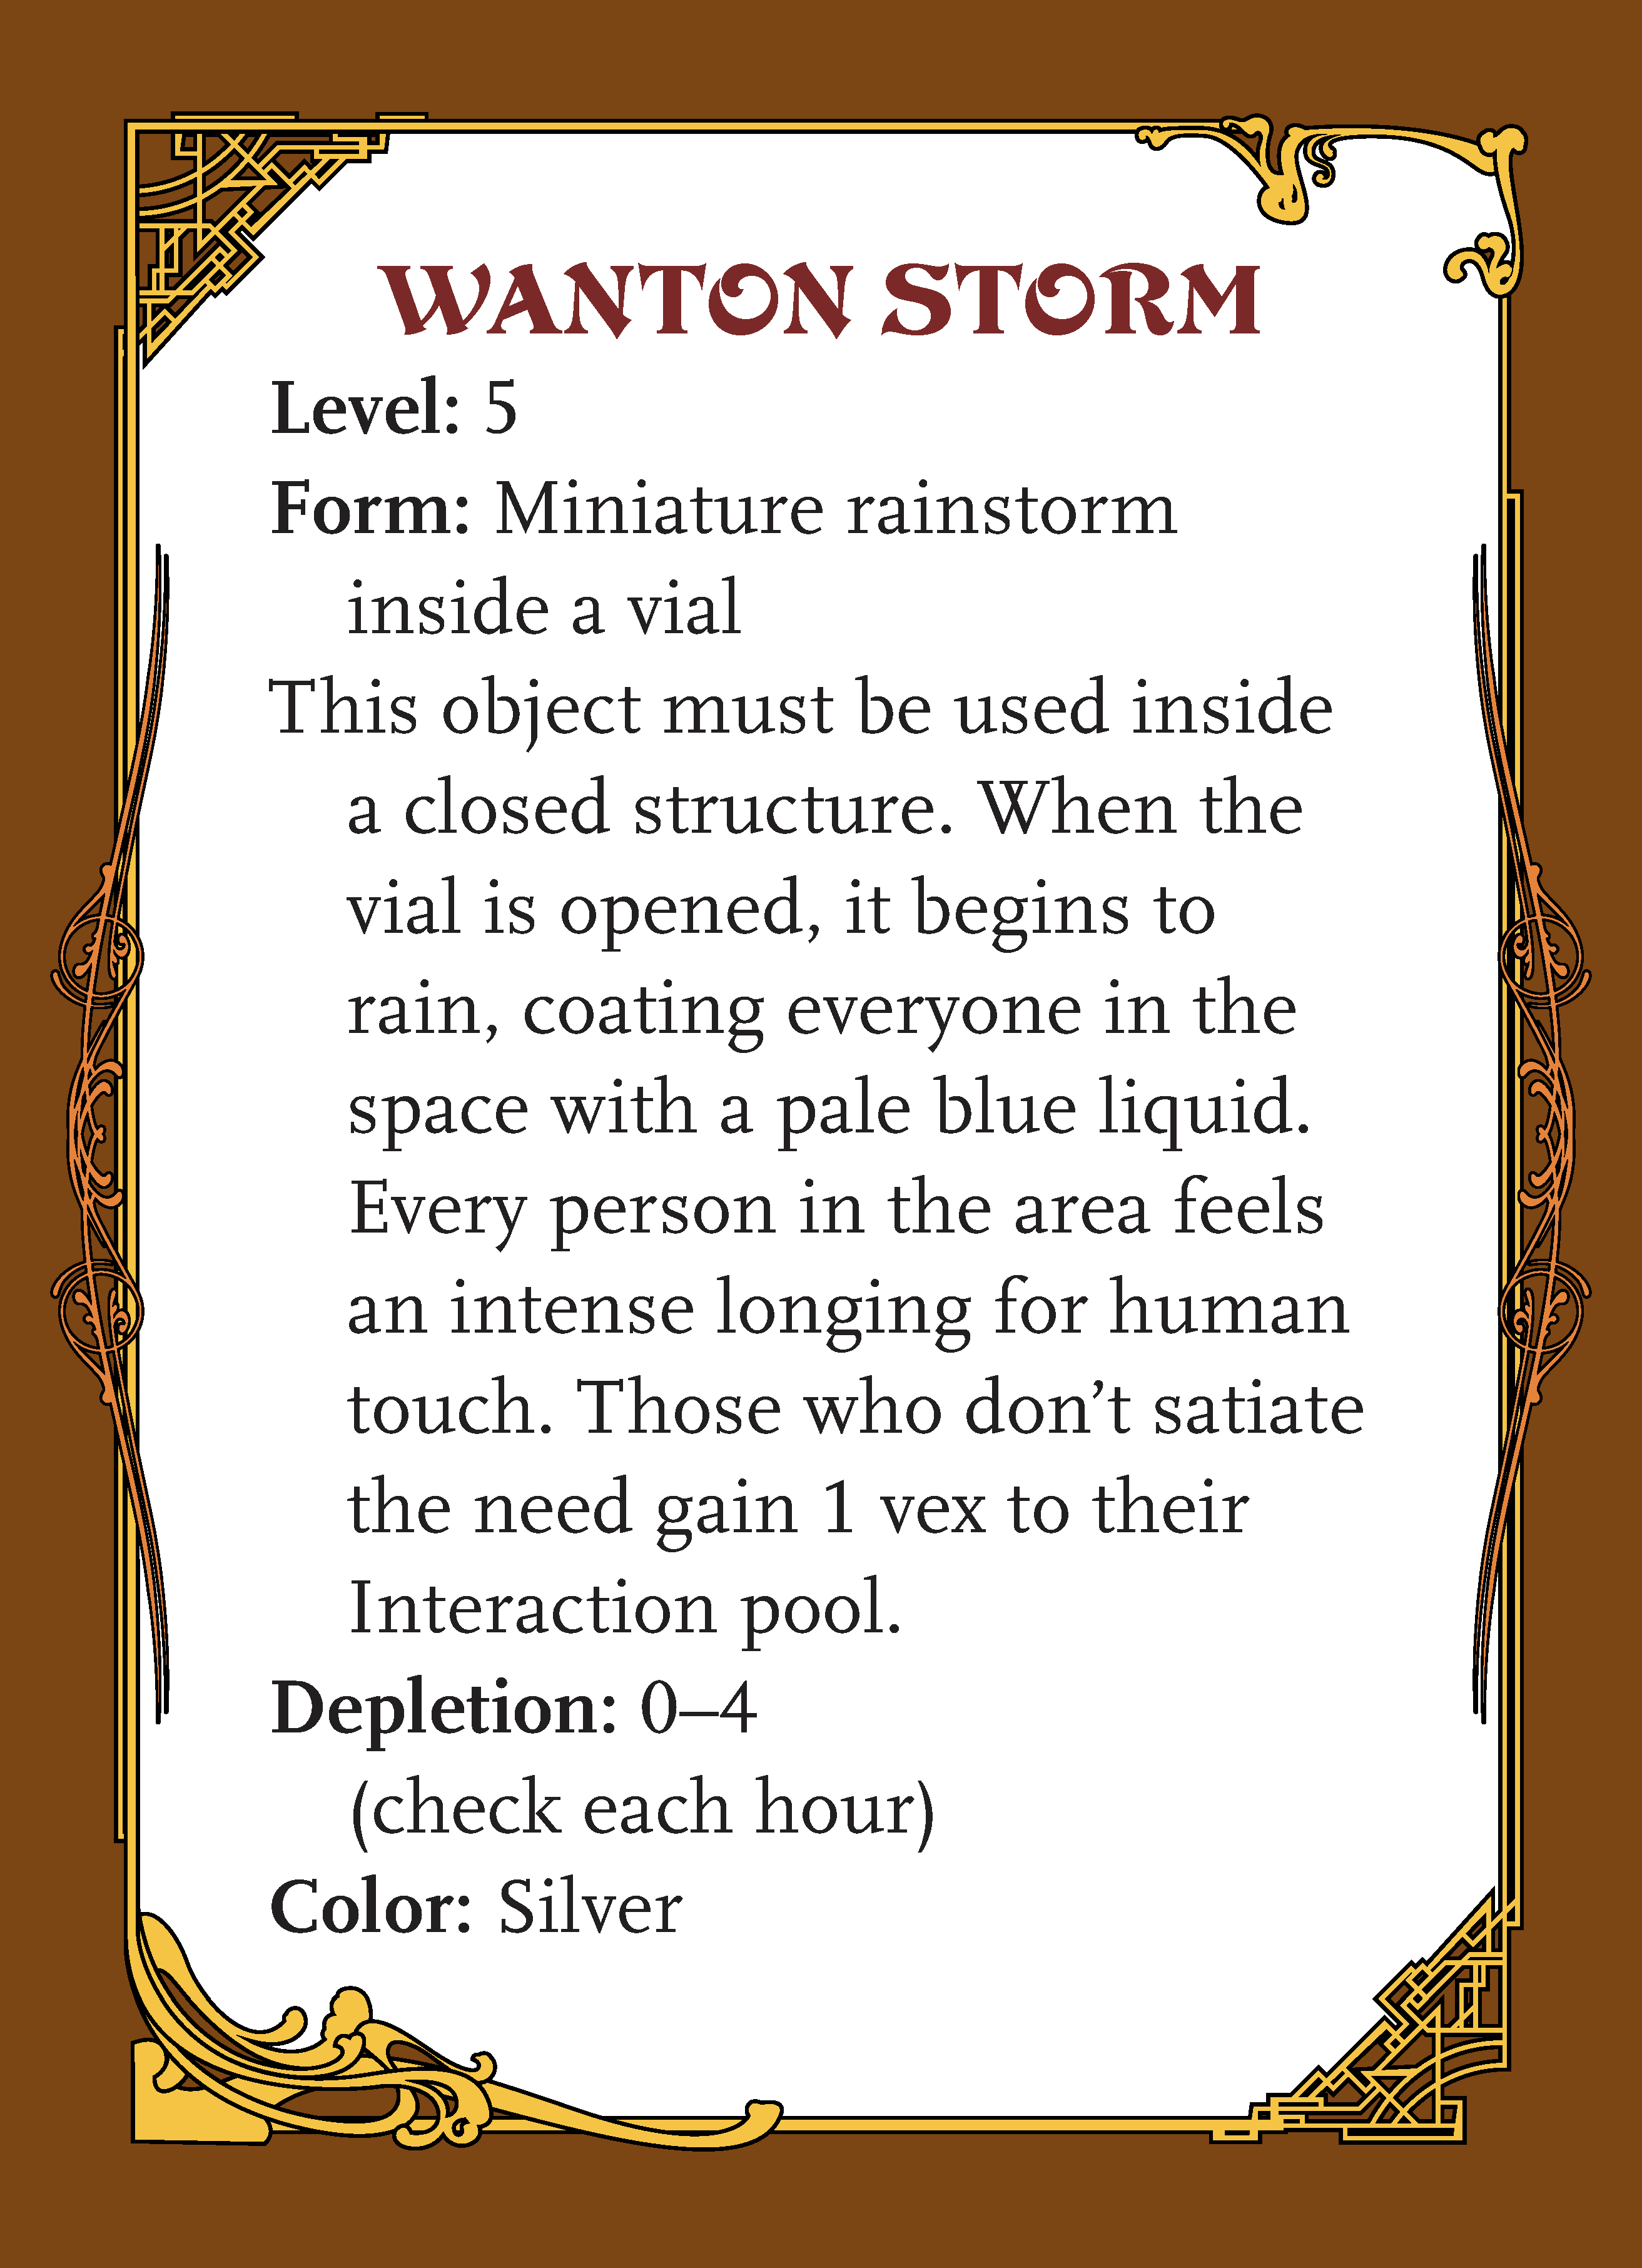 WANTON STORM
Level: 5
Form: Miniature rainstorm
inside a vial
This object must be used inside
a closed structure. When the
vial is opened, it begins to
rain, coating everyone in the
space with a pale blue liquid.
Every person in the area feels
an intense longing for human
touch. Those who don’t satiate
the need gain 1 vex to their
Interaction pool.
Depletion: 0–4
(check each hour)
Color: Silver